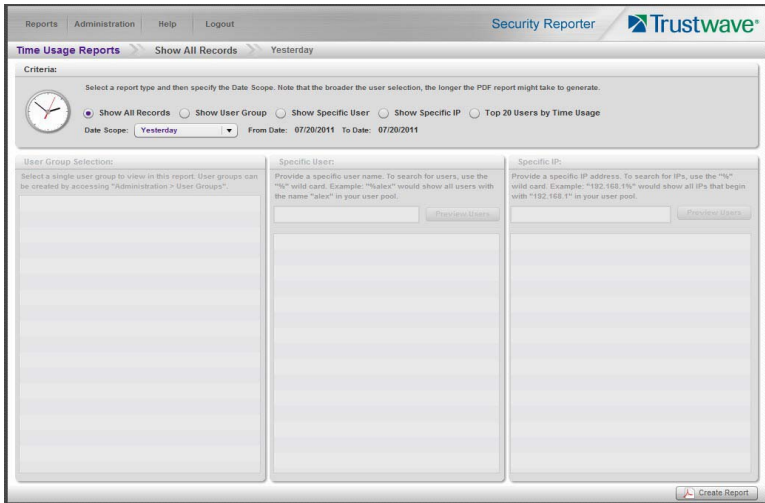 Reports Administration Help Logout
Security Reporter
Trustwave®
Time Usage Reports Show All Records Yesterday
Criteria:
Select a report type and then specify the Date Scope. Note that the broader the user selection, the longer the PDF report might take to generate.
Show All Records Show User Group Show Specific User Show Specific IP Top 20 Users by Time Usage
Date Scope: Yesterday From Date: 07/20/2011 To Date: 07/20/2011
User Group Selection:
Select a single user group to view in this report. User groups can
be created by accessing "Administration > User Groups".
Specific User:
Provide a specific user name. To search for users, use the
"%" wild card. Example: "%alex" would show all users with
the name "alex" in your user pool.
Preview Users
Specific IP:
Provide a specific IP address. To search for IPs, use the "%"
wild card. Example: "192.168.1%" would show all IPs that begin
with "192.168.1" in your user pool.
Preview Users
Create Report